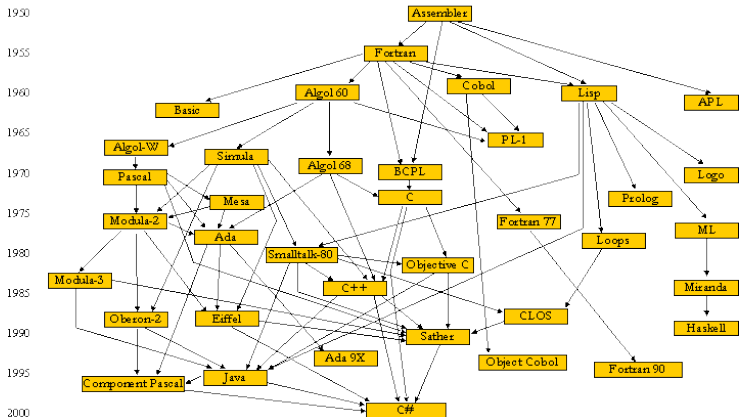 1950
Assembler
1955
Fortran
Cobol
1960
Algol 60
Lisp
Basic
APL
1965
Algol-W
Simula
PL-1
1970
Pascal
Algol 68
BCPL
Logo
Mesa
C
Prolog
1975
Modula-2
Fortran 77
Ada
ML
Loops
1980
Smalltalk-80
Objective C
Modula-3
1985
C++
Miranda
Oberon-2
Eiffel
CLOS
Haskell
1990
Sather
Ada 9X
Object Cobol
Fortran 90
1995
Component Pascal
Java
2000
C#